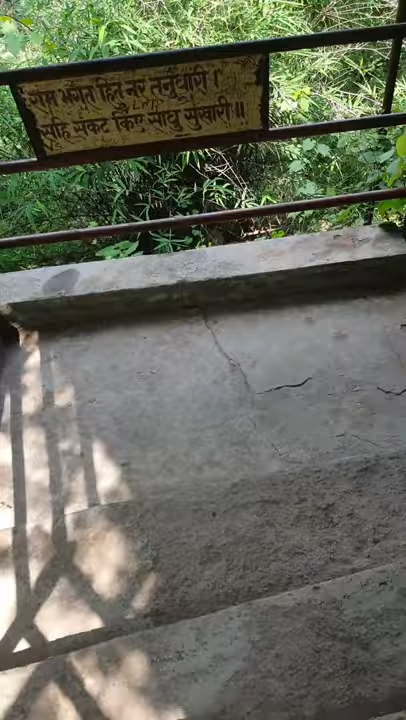 राम भगत हित नर तनुधारी।
सहि संकट किए साधु सुखारी॥